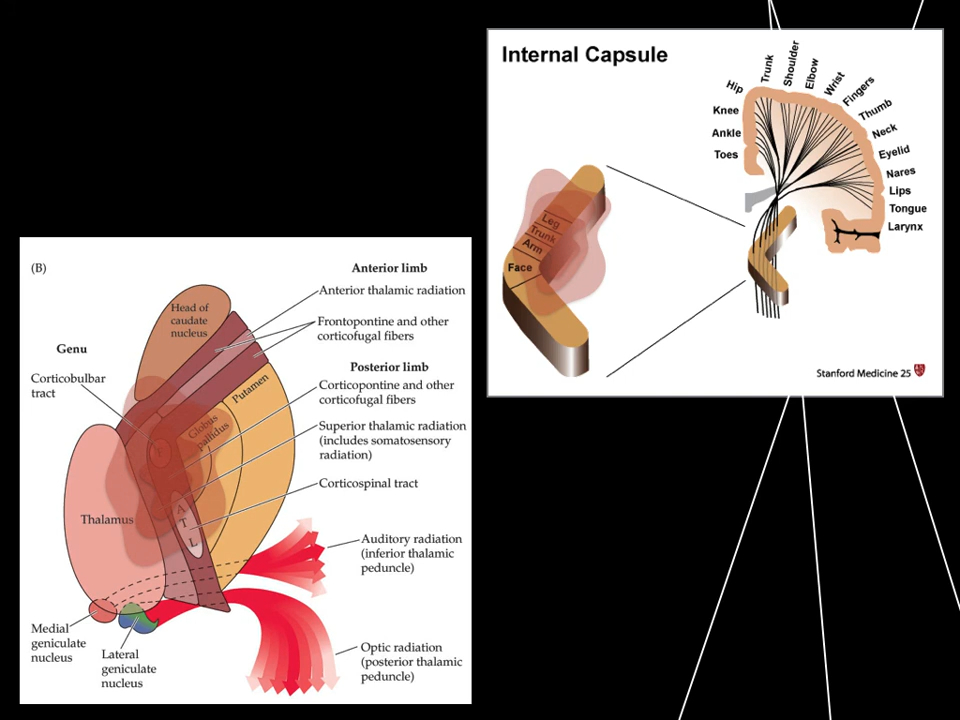 Internal Capsule
Hip
Trunk
Shoulder
Elbow
Wrist
Fingers
Thumb
Neck
Eyelid
Nares
Lips
Tongue
Larynx
Knee
Ankle
Toes
Leg
Trunk
Arm
Face
Stanford Medicine 25
(B)
Anterior limb
Anterior thalamic radiation
Head of
caudate
nucleus
Frontopontine and other
corticofugal fibers
Genu
Posterior limb
Corticobulbar
tract
Corticopontine and other
corticofugal fibers
Putamen
Globus
pallidus
Superior thalamic radiation
(includes somatosensory
radiation)
F
Corticospinal tract
A
T
L
Thalamus
Auditory radiation
(inferior thalamic
peduncle)
Medial
geniculate
nucleus
Lateral
geniculate
nucleus
Optic radiation
(posterior thalamic
peduncle)